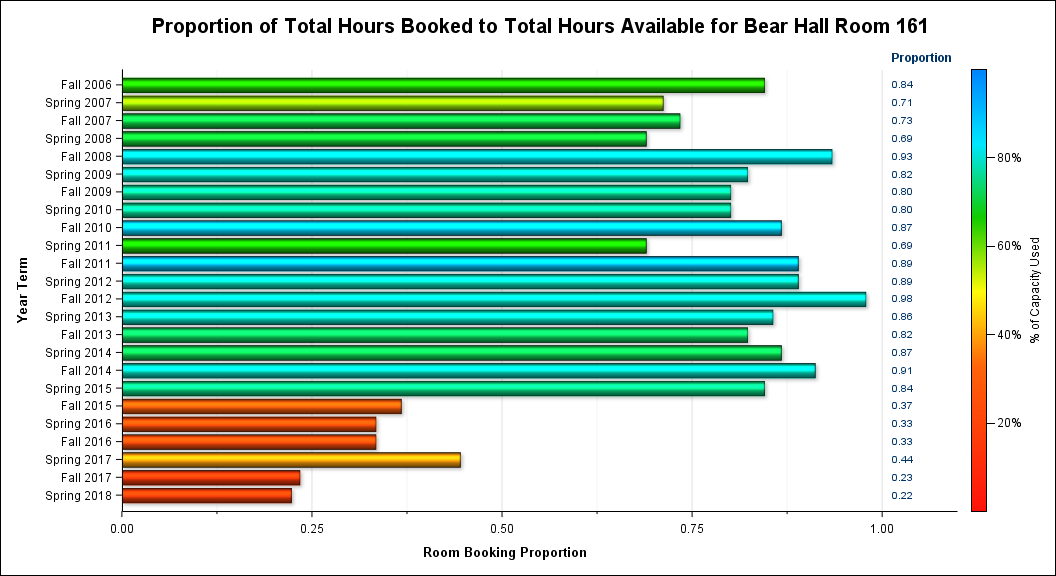 Proportion of Total Hours Booked to Total Hours Available for Bear Hall Room 161
Proportion
Fall 2006 0.84
Spring 2007 0.71
Fall 2007 0.73
Spring 2008 0.69
Fall 2008 0.93
Spring 2009 0.82
Fall 2009 0.80
Spring 2010 0.80
Fall 2010 0.87
Spring 2011 0.69
Fall 2011 0.89
Spring 2012 0.89
Fall 2012 0.98
Spring 2013 0.86
Fall 2013 0.82
Spring 2014 0.87
Fall 2014 0.91
Spring 2015 0.84
Fall 2015 0.37
Spring 2016 0.33
Fall 2016 0.33
Spring 2017 0.44
Fall 2017 0.23
Spring 2018 0.22
Year Term
0.00 0.25 0.50 0.75 1.00
Room Booking Proportion
80%
60%
40%
20%
% of Capacity Used